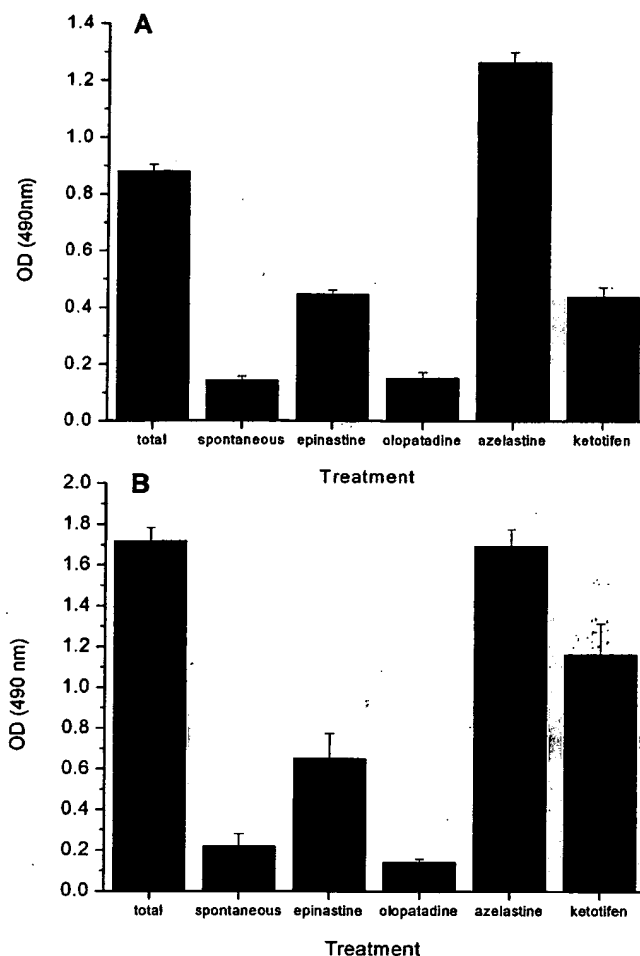 A
1.4
1.2
1.0
0.8
0.6
0.4
0.2
0.0
OD (490nm)
total spontaneous epinastine olopatadine azelastine ketotifen
Treatment
B
2.0
1.8
1.6
1.4
1.2
1.0
0.8
0.6
0.4
0.2
0.0
OD (490 nm)
total spontaneous epinastine olopatadine azelastine ketotifen
Treatment